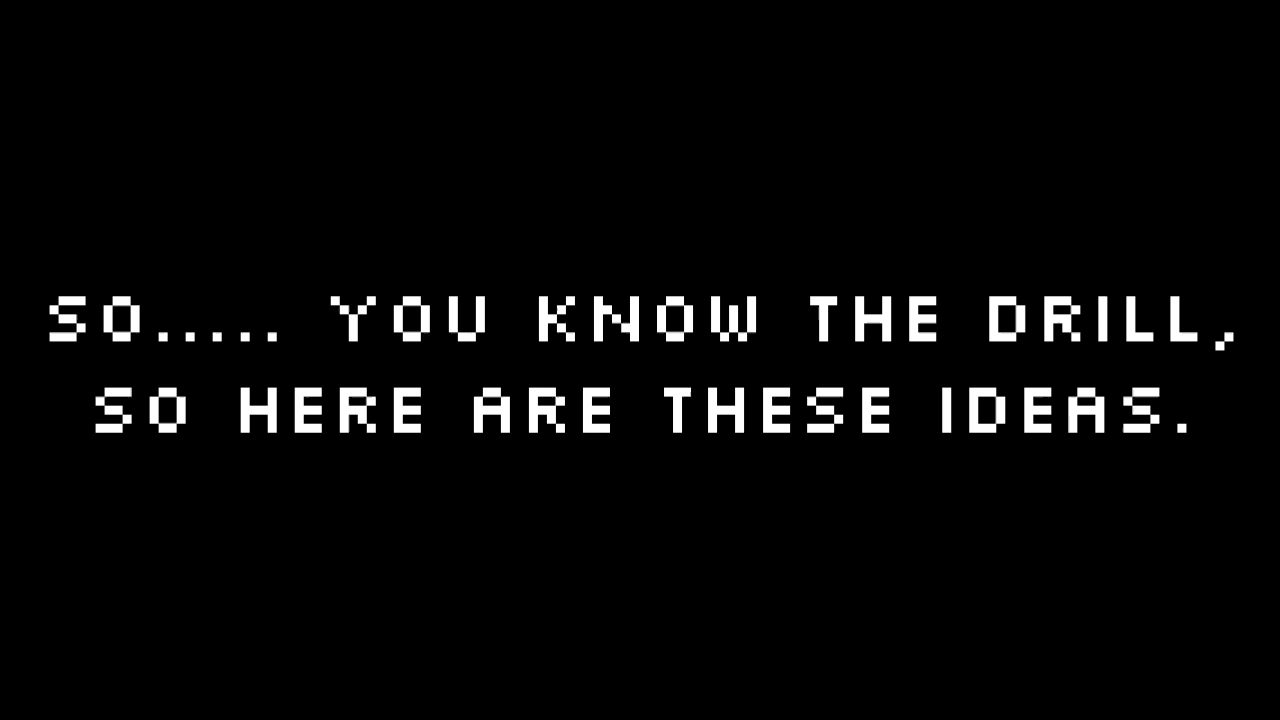 SO..... YOU KNOW THE DRILL,
SO HERE ARE THESE IDEAS.